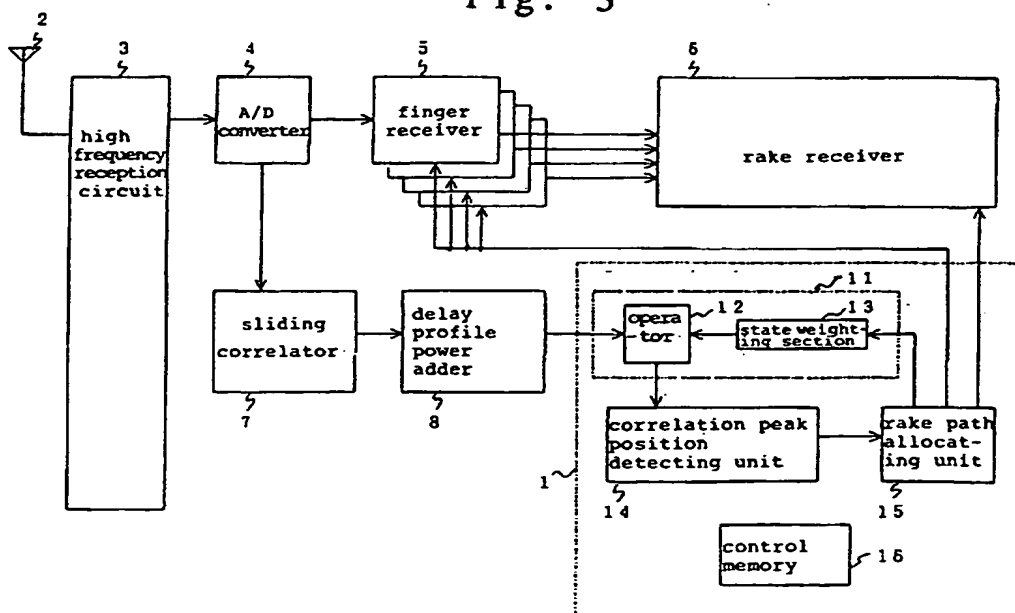 Fig. 3
2
3
4
5
6
high
frequency
reception
circuit
A/D
converter
finger
receiver
rake receiver
11
12
13
opera
-tor
state weight-
ing section
sliding
correlator
delay
profile
power
adder
7
8
correlation peak
position
detecting unit
rake path
allocat-
ing unit
1
14
15
control
memory
16